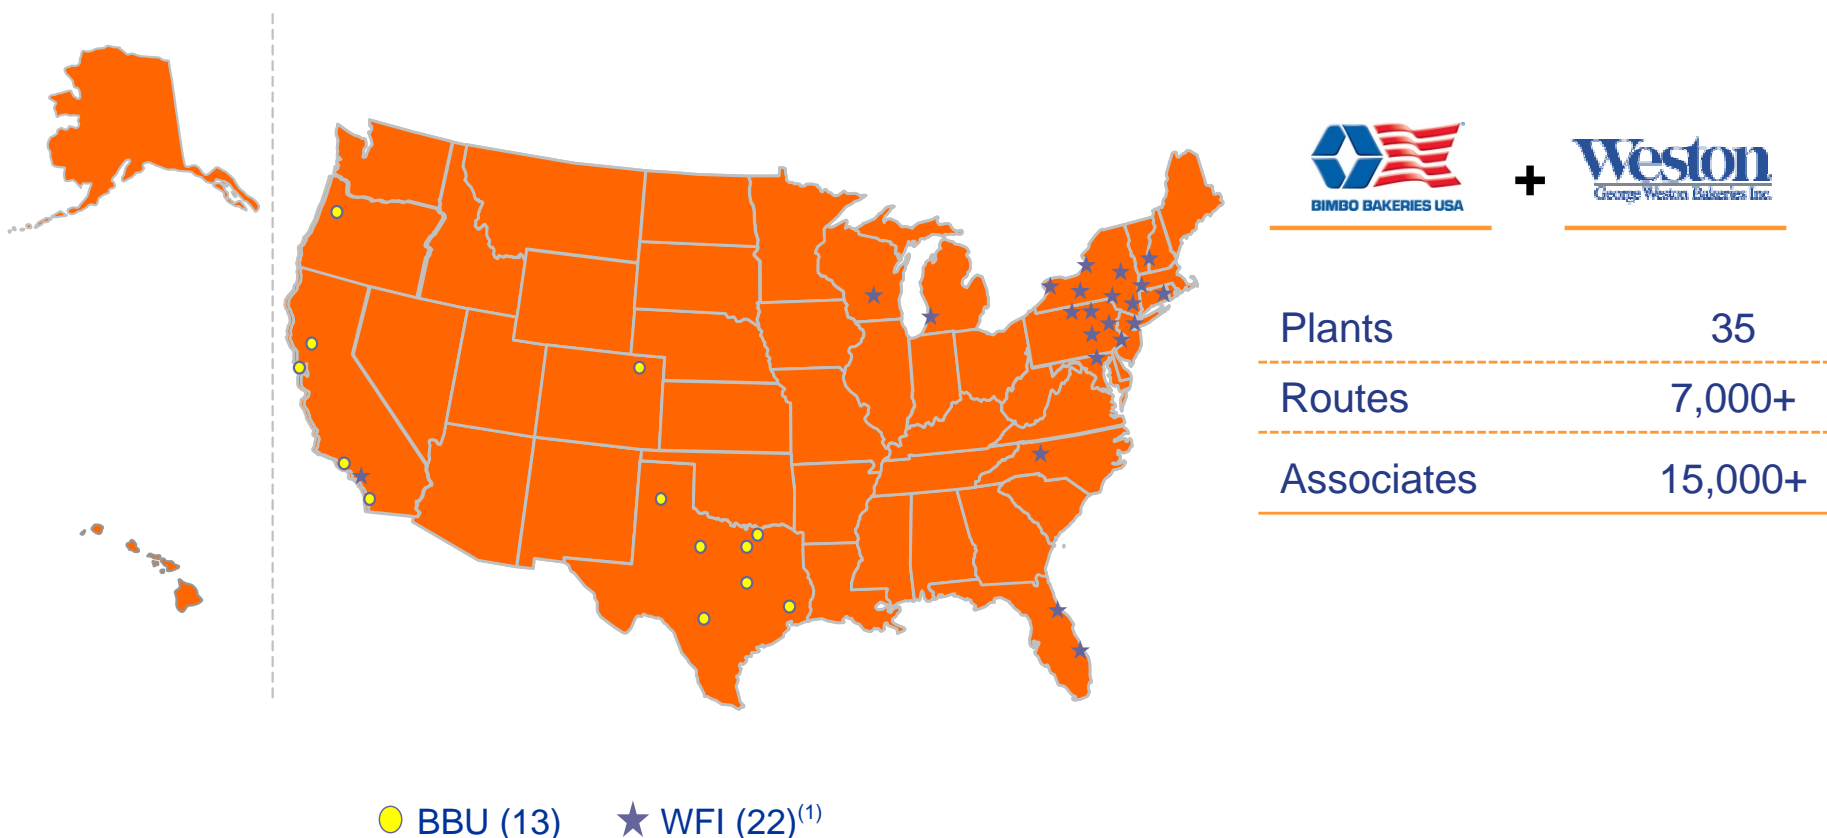 BIMBO BAKERIES USA
+
Weston
George Weston Bakeries Inc.
Plants 35
Routes 7,000+
Associates 15,000+
BBU (13) WFI (22)(1)